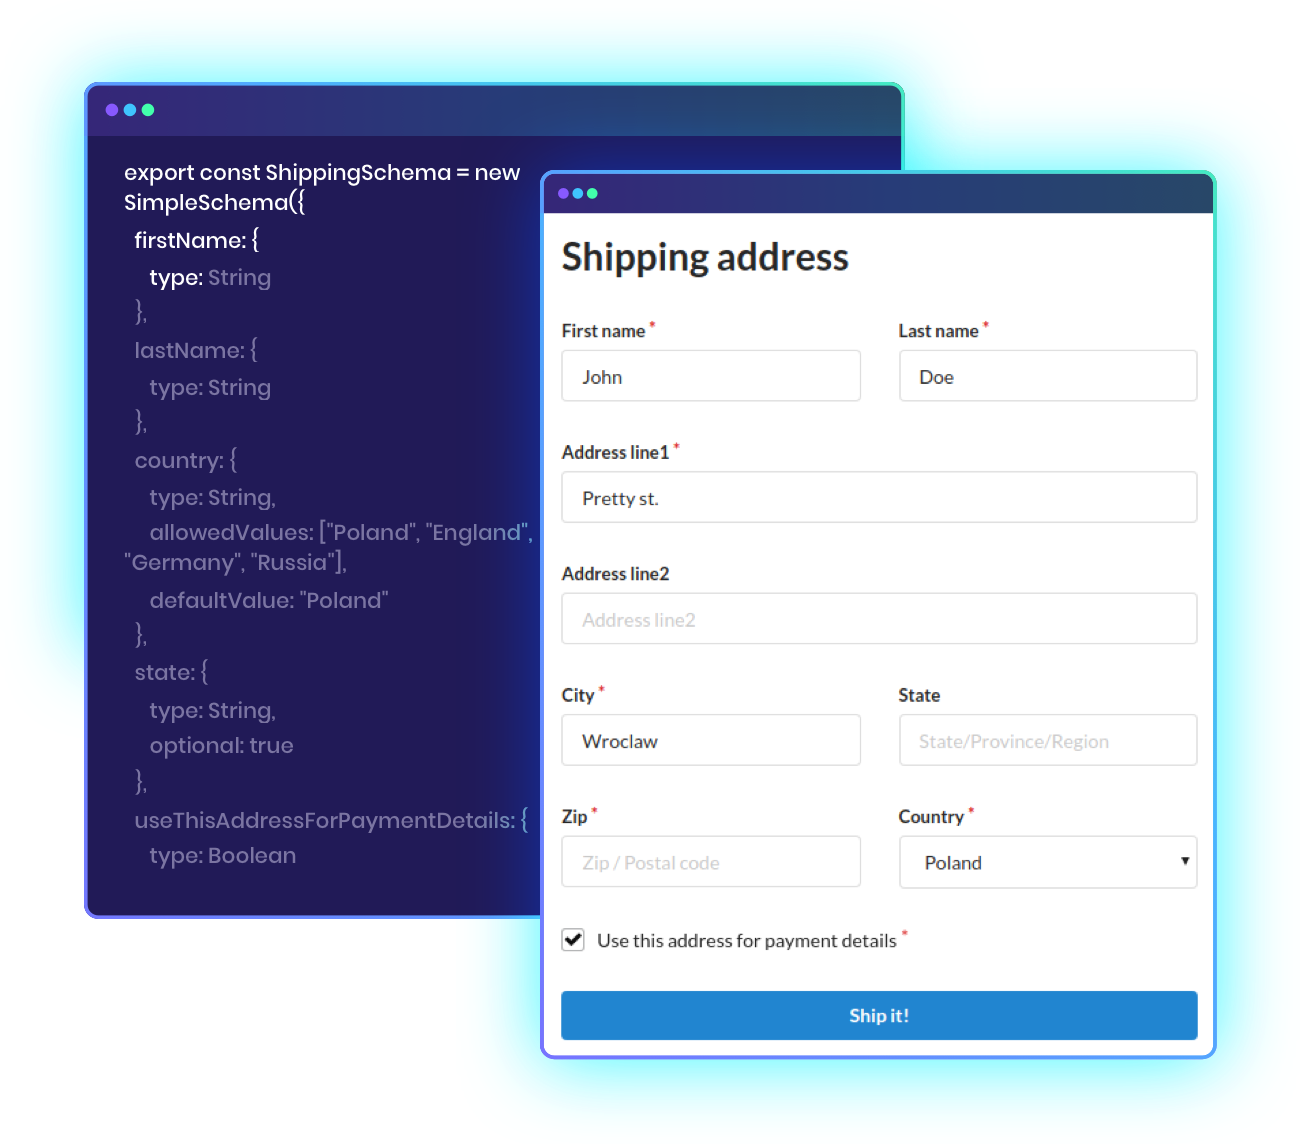 export const ShippingSchema = new
SimpleSchema({
firstName: {
type: String
},
lastName: {
type: String
},
country: {
type: String,
allowedValues: ["Poland", "England",
"Germany", "Russia"],
defaultValue: "Poland"
},
state: {
type: String,
optional: true
},
useThisAddressForPaymentDetails: {
type: Boolean
Shipping address
First name * Last name *
John Doe
Address line1 *
Pretty st.
Address line2
Address line2
City * State
Wroclaw State/Province/Region
Zip * Country *
Zip / Postal code Poland
Use this address for payment details *
Ship it!